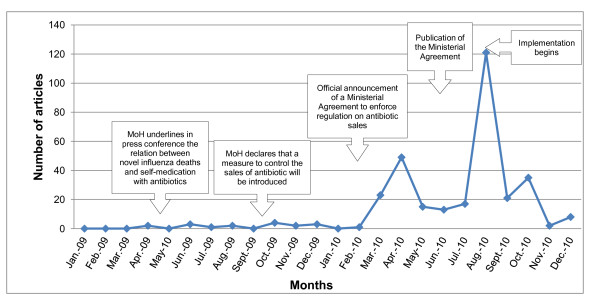 Number of articles
140
120
100
80
60
40
20
0
MoH underlines in
press conference the
relation between
novel influenza deaths
and self-medication
with antibiotics
MoH declares that a
measure to control the
sales of antibiotic will
be introduced
Official announcement
of a Ministerial
Agreement to enforce
regulation on antibiotic
sales
Publication of
the Ministerial
Agreement
Implementation
begins
Jan.-09
Feb.-09
Mar.-09
Apr.-09
May-10
Jun.-09
Jul.-09
Aug.-09
Sept.-09
Oct.-09
Nov.-09
Dec.-09
Jan.-10
Feb.-10
Mar.-10
Apr.-10
May-10
Jun.-10
Jul.-10
Aug.-10
Sept.-10
Oct.-10
Nov.-10
Dec.-10
Months